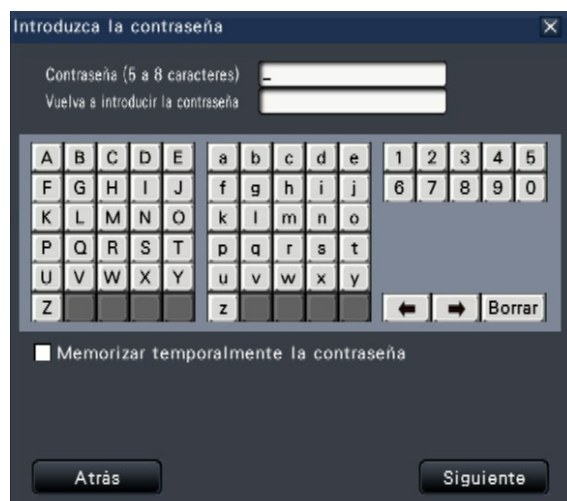 Introduzca la contraseña
Contraseña (5 a 8 caracteres)
Vuelva a introducir la contraseña
A B C D E a b c d e 1 2 3 4 5
F G H I J f g h i j 6 7 8 9 0
K L M N O k l m n o
P Q R S T p q r s t
U V W X Y u v w x y
Z z Borrar
Memorizar temporalmente la contraseña
Atrás Siguiente